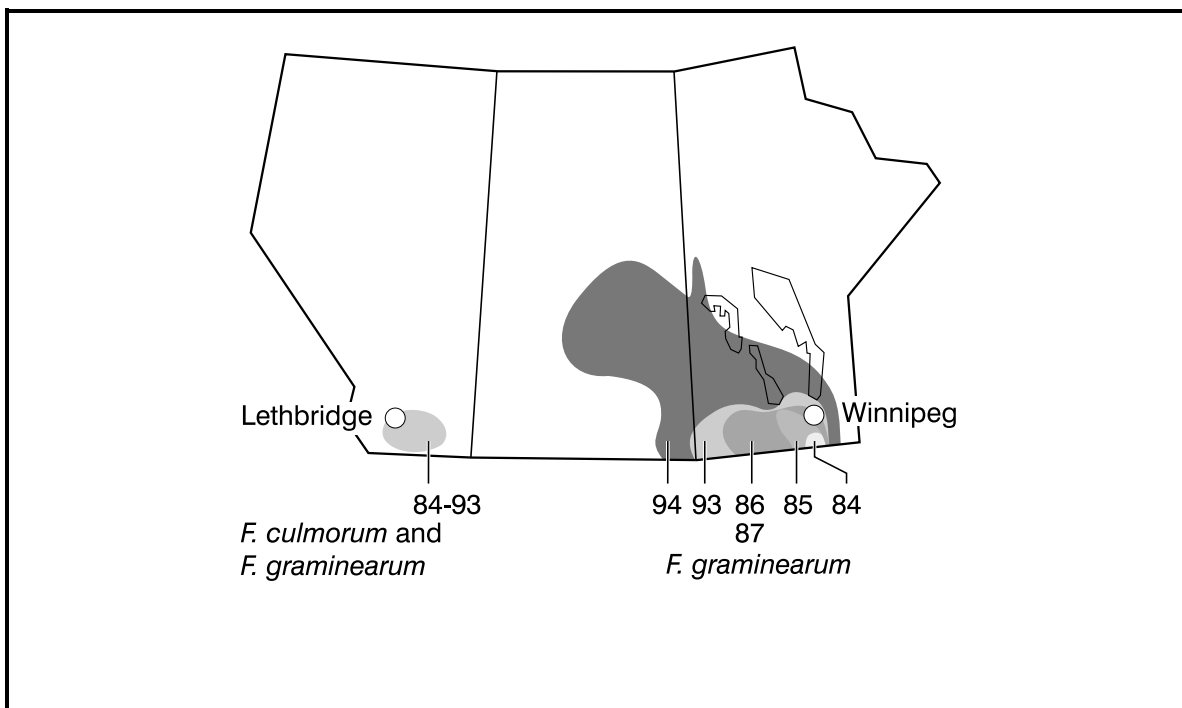 Lethbridge
Winnipeg
84-93
94 93 86 85 84
87
F. culmorum and
F. graminearum
F. graminearum